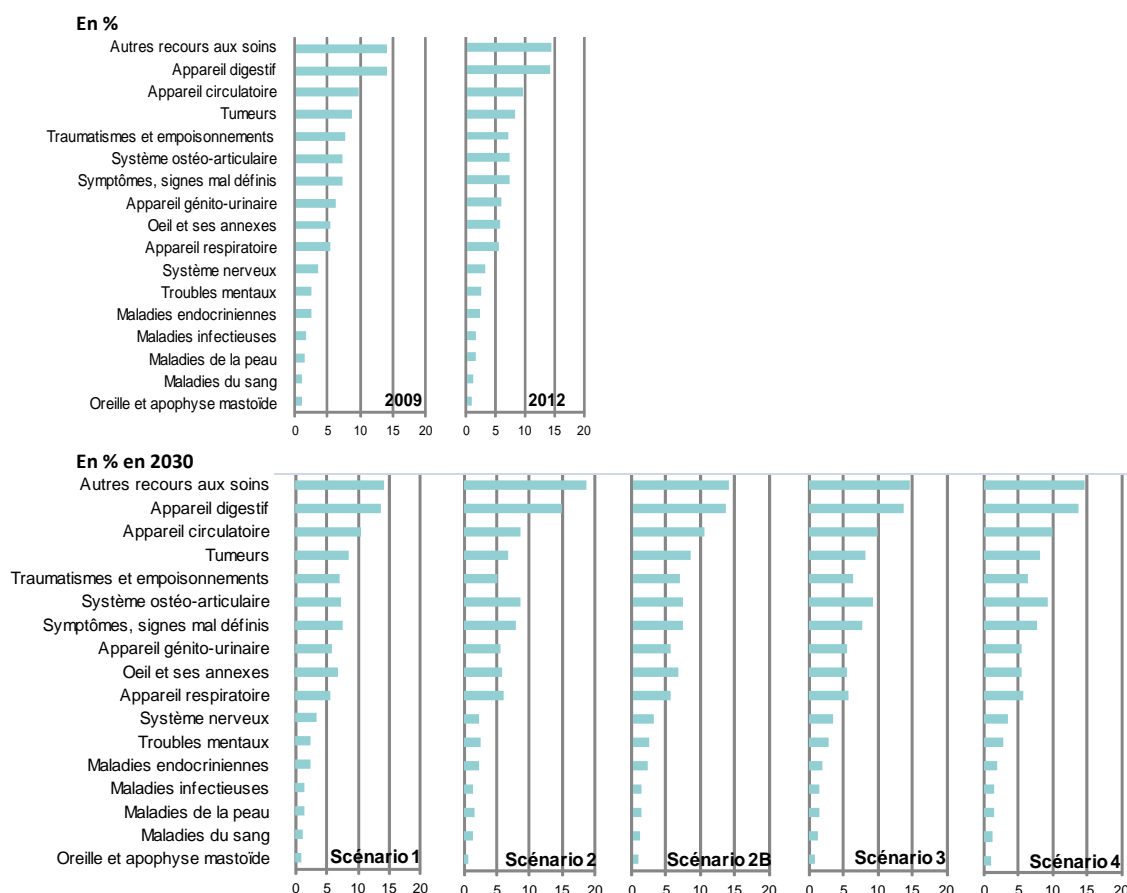 En %
Autres recours aux soins
Appareil digestif
Appareil circulatoire
Tumeurs
Traumatismes et empoisonnements
Système ostéo-articulaire
Symptômes, signes mal définis
Appareil génito-urinaire
Oeil et ses annexes
Appareil respiratoire
Système nerveux
Troubles mentaux
Maladies endocriniennes
Maladies infectieuses
Maladies de la peau
Maladies du sang
Oreille et apophyse mastoïde
2009 2012
0 5 10 15 20 0 5 10 15 20
En % en 2030
Autres recours aux soins
Appareil digestif
Appareil circulatoire
Tumeurs
Traumatismes et empoisonnements
Système ostéo-articulaire
Symptômes, signes mal définis
Appareil génito-urinaire
Oeil et ses annexes
Appareil respiratoire
Système nerveux
Troubles mentaux
Maladies endocriniennes
Maladies infectieuses
Maladies de la peau
Maladies du sang
Oreille et apophyse mastoïde
Scénario 1 Scénario 2 Scénario 2B Scénario 3 Scénario 4
0 5 10 15 20 0 5 10 15 20 0 5 10 15 20 0 5 10 15 20 0 5 10 15 20